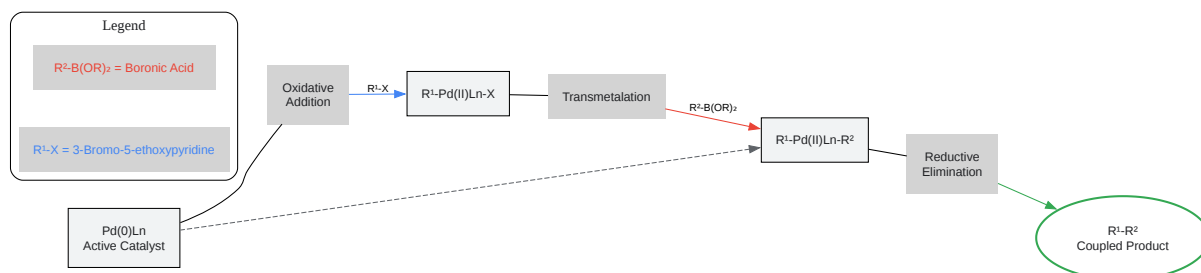 Legend
R²-B(OR)₂ = Boronic Acid
R¹-X = 3-Bromo-5-ethoxypyridine
Pd(0)Ln
Active Catalyst
Oxidative
Addition
R¹-X
R¹-Pd(II)Ln-X
Transmetalation
R²-B(OR)₂
R¹-Pd(II)Ln-R²
Reductive
Elimination
R¹-R²
Coupled Product